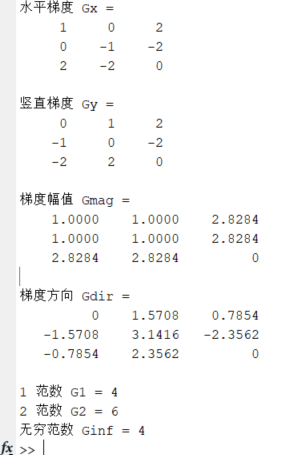 水平梯度 Gx =
1 0 2
0 -1 -2
2 -2 0
竖直梯度 Gy =
0 1 2
-1 0 -2
-2 2 0
梯度幅值 Gmag =
1.0000 1.0000 2.8284
1.0000 1.0000 2.8284
2.8284 2.8284 0
梯度方向 Gdir =
0 1.5708 0.7854
-1.5708 3.1416 -2.3562
-0.7854 2.3562 0
1 范数 G1 = 4
2 范数 G2 = 6
无穷范数 Ginf = 4
fx >>